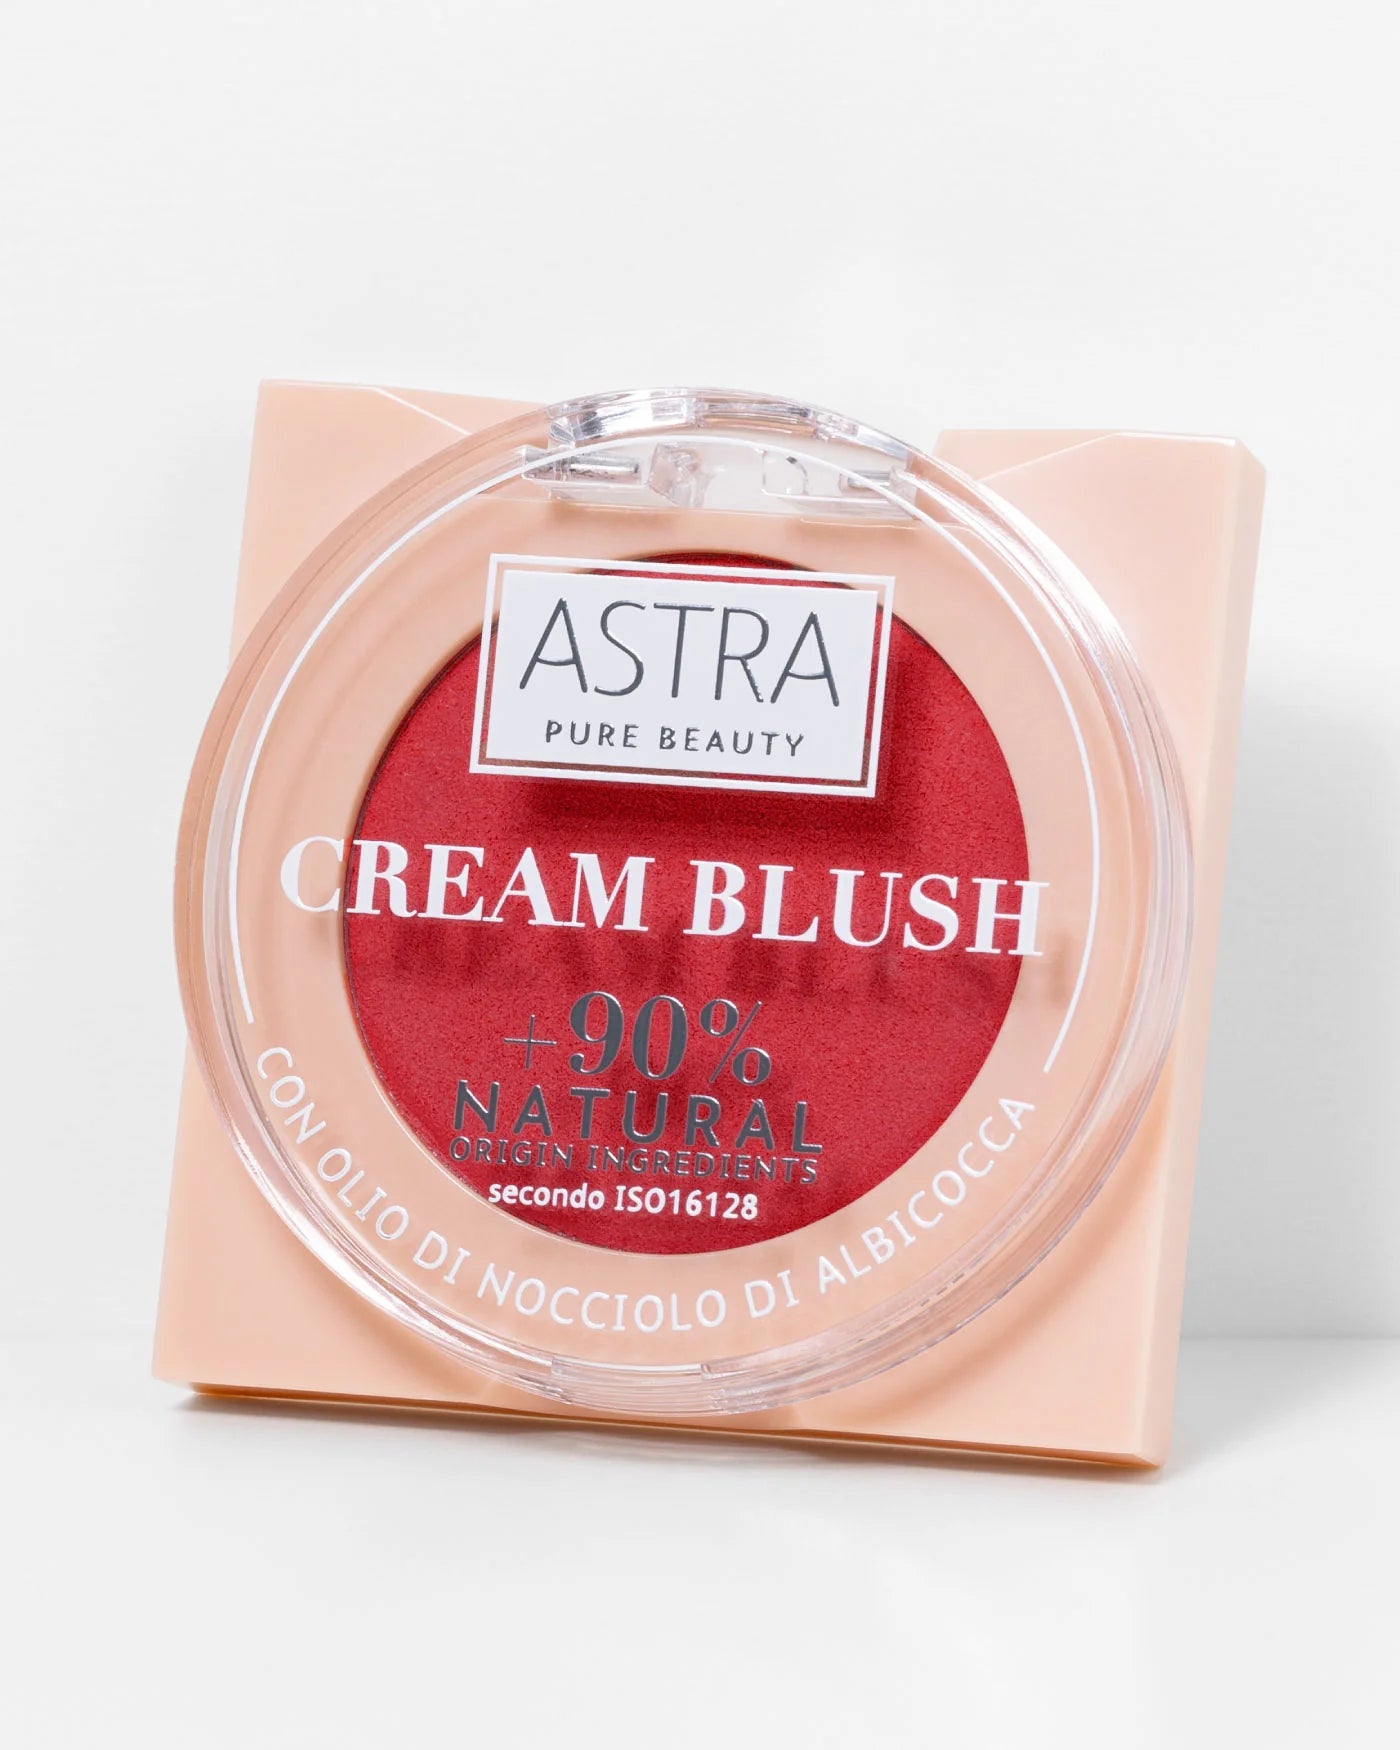 ASTRA
PURE BEAUTY
CREAM BLUSH
+90%
NATURAL
ORIGIN INGREDIENTS
secondo ISO16128
CON OLIO DI NOCCIOLO DI ALBICOCCA